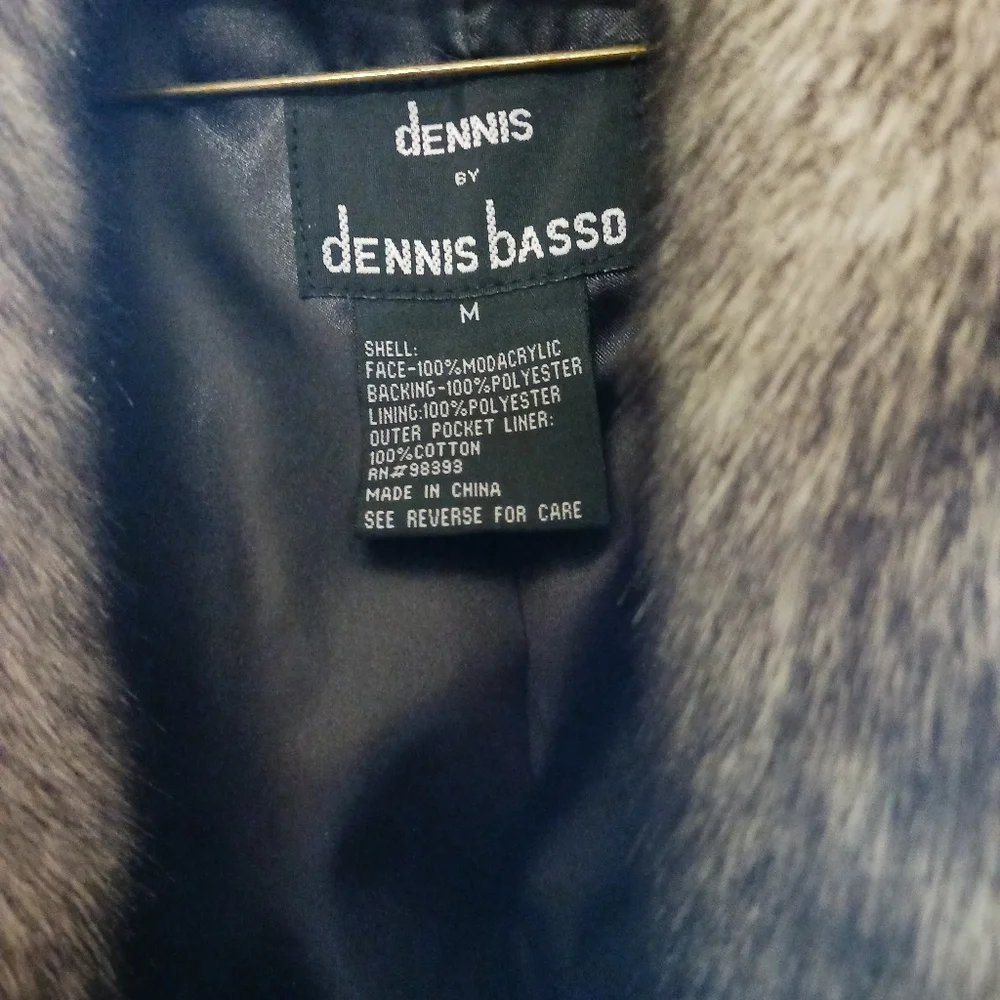 dENNIS
BY
dENNIS bASSO
M
SHELL:
FACE-100%MODACRYLIC
BACKING-100%POLYESTER
LINING:100%POLYESTER
OUTER POCKET LINER:
100%COTTON
RN#98393
MADE IN CHINA
SEE REVERSE FOR CARE